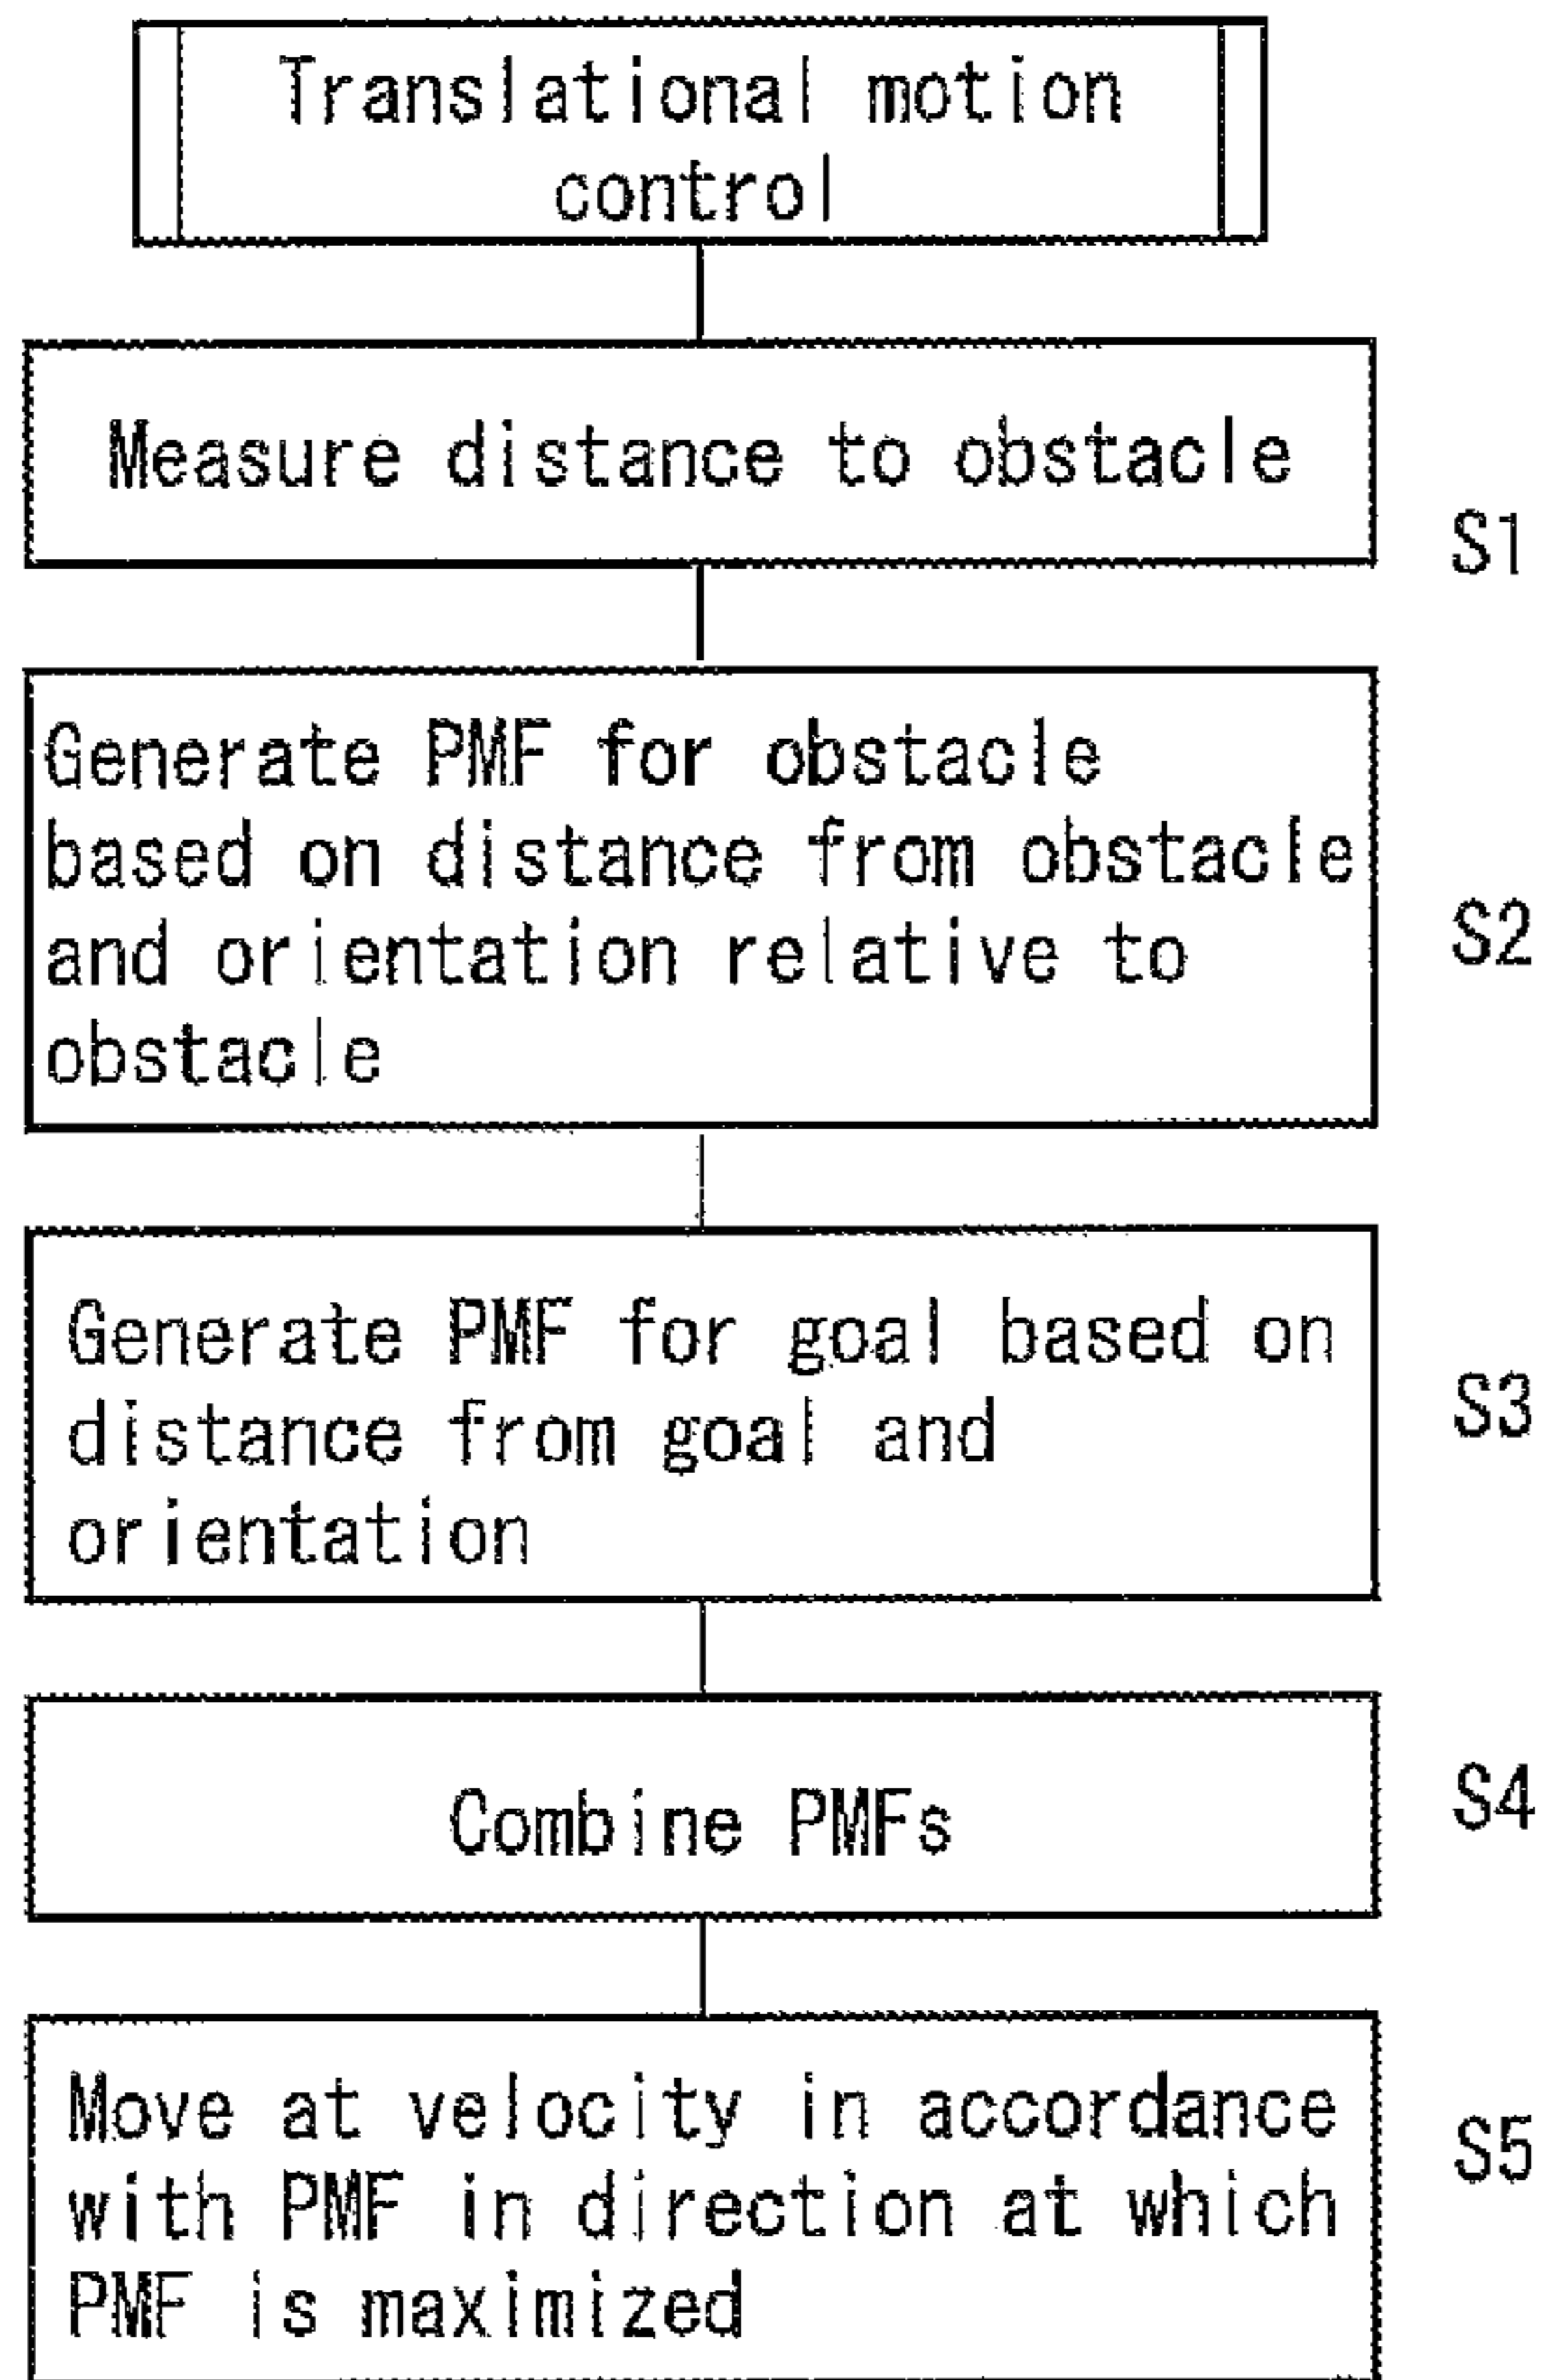 Translational motion
control
Measure distance to obstacle
S1
Generate PMF for obstacle
based on distance from obstacle
and orientation relative to
obstacle
S2
Generate PMF for goal based on
distance from goal and
orientation
S3
Combine PMFs
S4
Move at velocity in accordance
with PMF in direction at which
PMF is maximized
S5